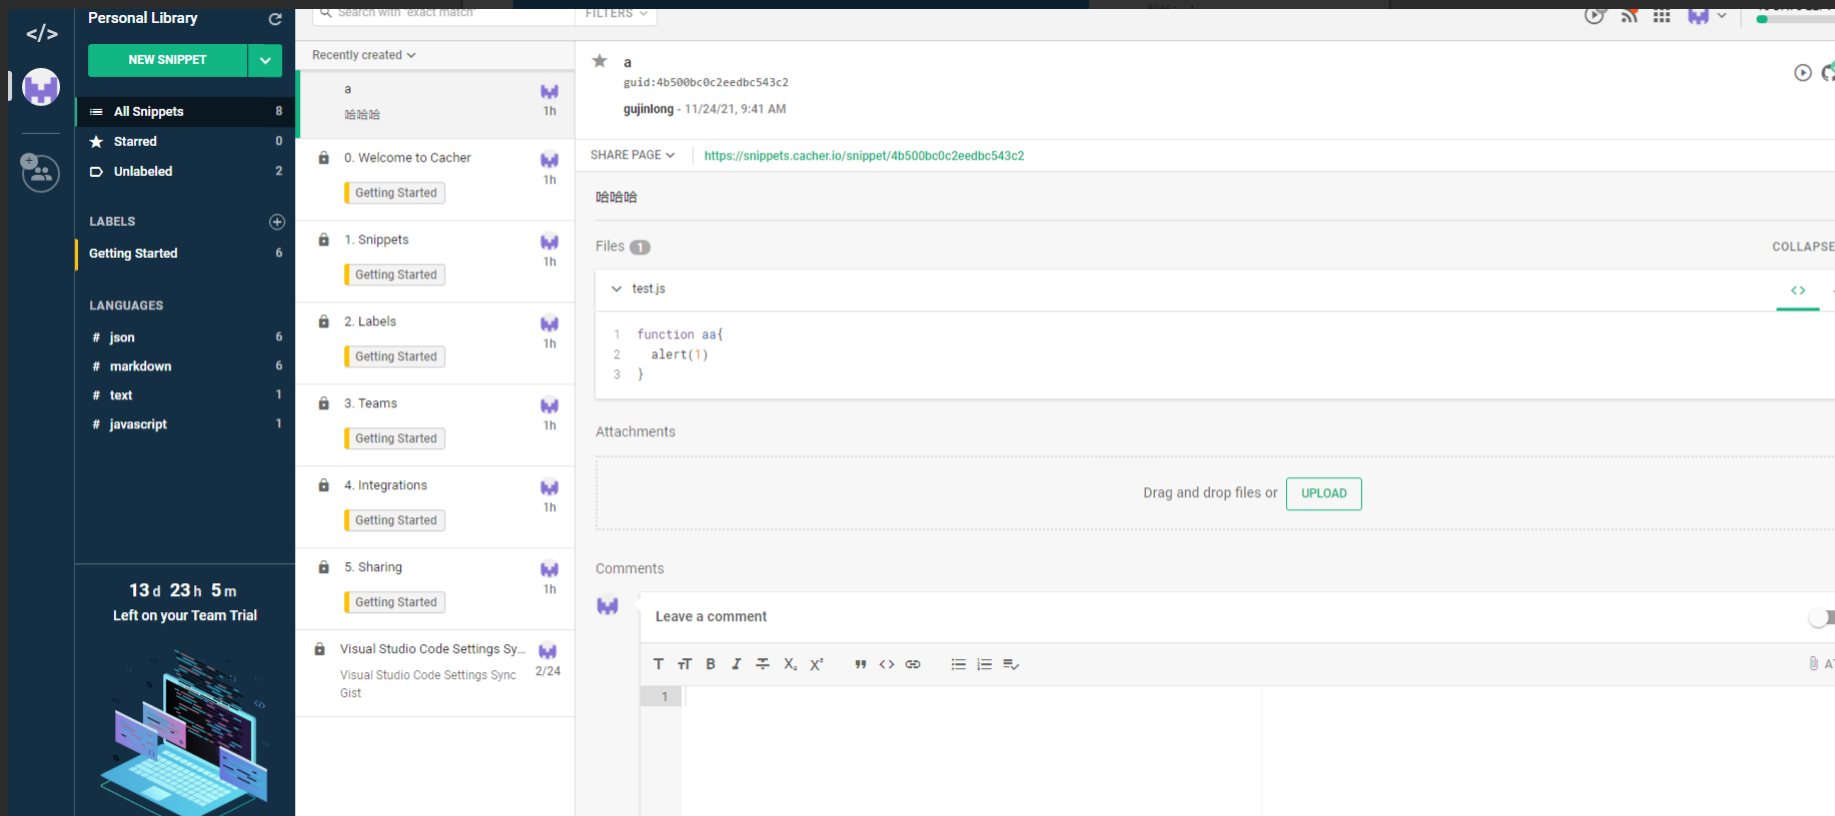 </>
Personal Library
NEW SNIPPET
All Snippets 8
Starred 0
Unlabeled 2
LABELS
Getting Started 6
LANGUAGES
# json 6
# markdown 6
# text 1
# javascript 1
13 d 23 h 5 m
Left on your Team Trial
Search with "exact match"
FILTERS
Recently created
a
哈哈哈
1h
0. Welcome to Cacher
1h
Getting Started
1. Snippets
1h
Getting Started
2. Labels
1h
Getting Started
3. Teams
1h
Getting Started
4. Integrations
1h
Getting Started
5. Sharing
1h
Getting Started
Visual Studio Code Settings Sy...
2/24
Visual Studio Code Settings Sync
Gist
a
guid:4b500bc0c2eedbc543c2
gujinlong - 11/24/21, 9:41 AM
SHARE PAGE
https://snippets.cacher.io/snippet/4b500bc0c2eedbc543c2
哈哈哈
Files 1
COLLAPSE
test.js
<>
1 function aa{
2 alert(1)
3 }
Attachments
Drag and drop files or UPLOAD
Comments
Leave a comment
T тT B I T X₂ X² " <>
1